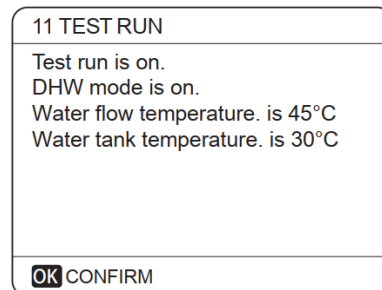 11 TEST RUN
Test run is on.
DHW mode is on.
Water flow temperature. is 45°C
Water tank temperature. is 30°C
OK CONFIRM